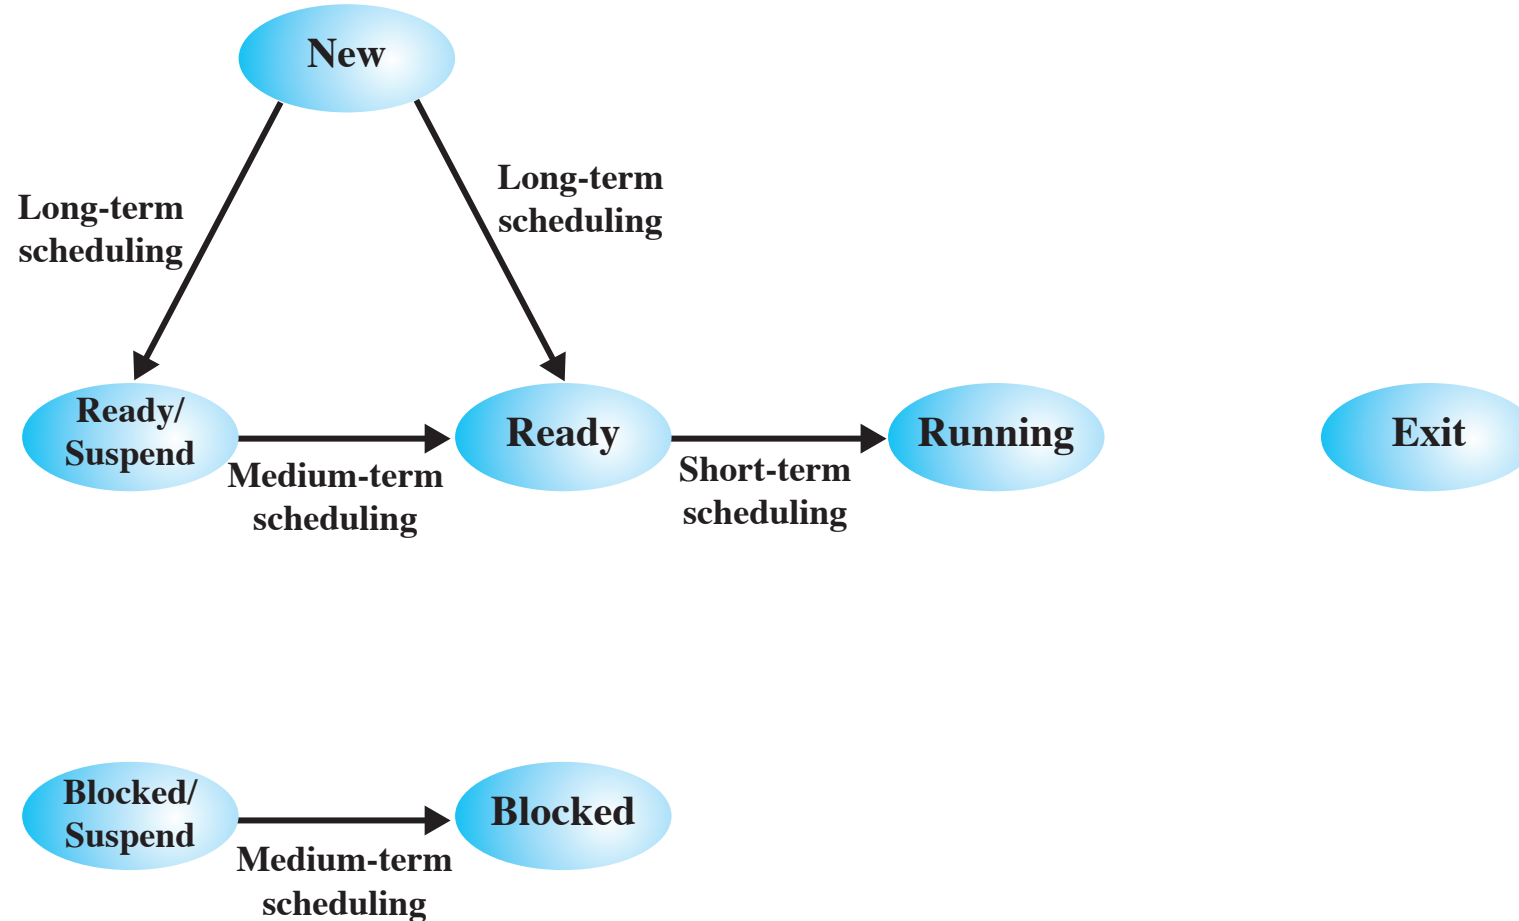 New
Long-term
scheduling
Long-term
scheduling
Ready/
Suspend
Medium-term
scheduling
Ready
Short-term
scheduling
Running
Exit
Blocked/
Suspend
Medium-term
scheduling
Blocked